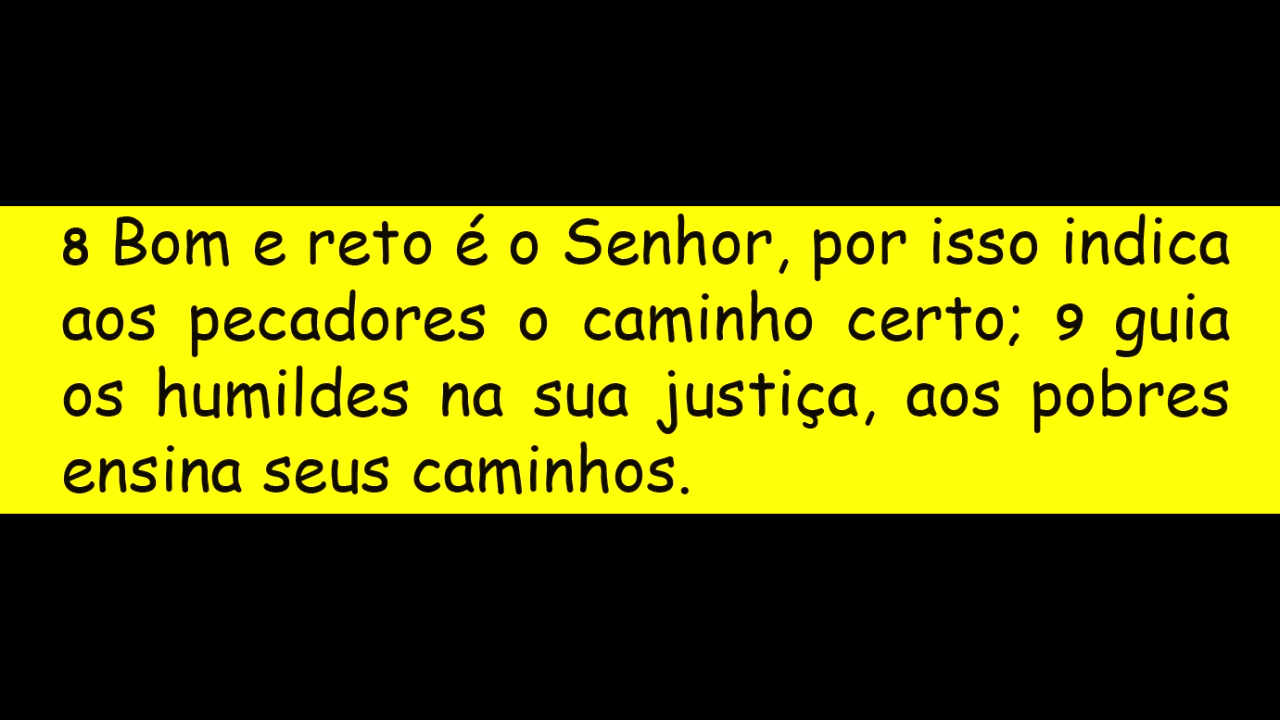 8 Bom e reto é o Senhor, por isso indica
aos pecadores o caminho certo; 9 guia
os humildes na sua justiça, aos pobres
ensina seus caminhos.